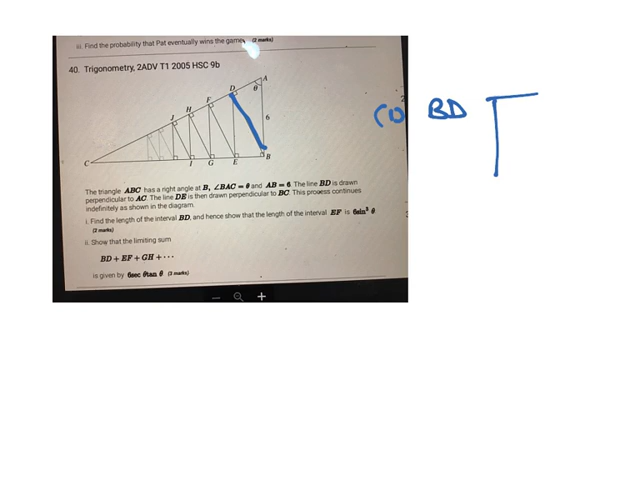 iii. Find the probability that Pat eventually wins the game. (2 marks)
40. Trigonometry, 2ADV T1 2005 HSC 9b
A
θ
D
F
H
J
6
C
I
G
E
B
(i) BD
The triangle ABC has a right angle at B, ∠BAC = θ and AB = 6. The line BD is drawn
perpendicular to AC. The line DE is then drawn perpendicular to BC. This process continues
indefinitely as shown in the diagram.
i. Find the length of the interval BD, and hence show that the length of the interval EF is 6sin³ θ
(2 marks)
ii. Show that the limiting sum
BD + EF + GH + ···
is given by 6sec θtan θ (3 marks)